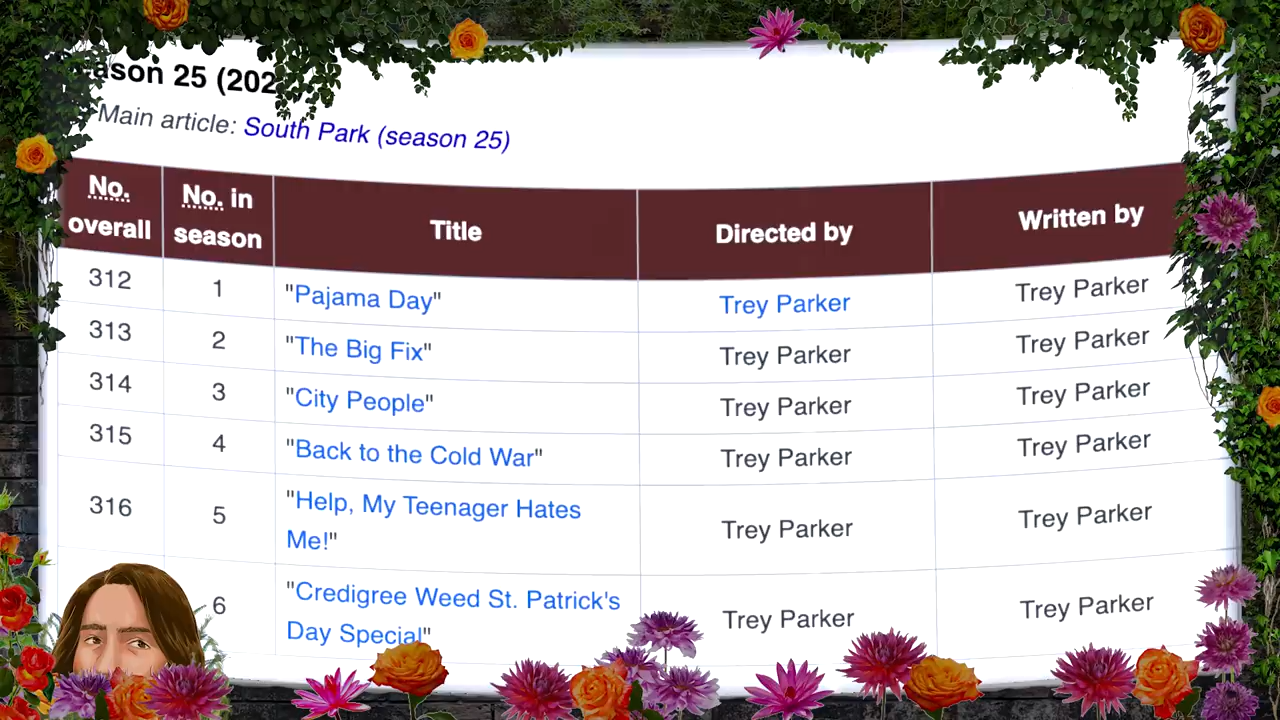 ason 25 (202
Main article: South Park (season 25)
No. overall No. in season Title Directed by Written by
312 1 "Pajama Day" Trey Parker Trey Parker
313 2 "The Big Fix" Trey Parker Trey Parker
314 3 "City People" Trey Parker Trey Parker
315 4 "Back to the Cold War" Trey Parker Trey Parker
316 5 "Help, My Teenager Hates Me!" Trey Parker Trey Parker
6 "Credigree Weed St. Patrick's Day Special" Trey Parker Trey Parker